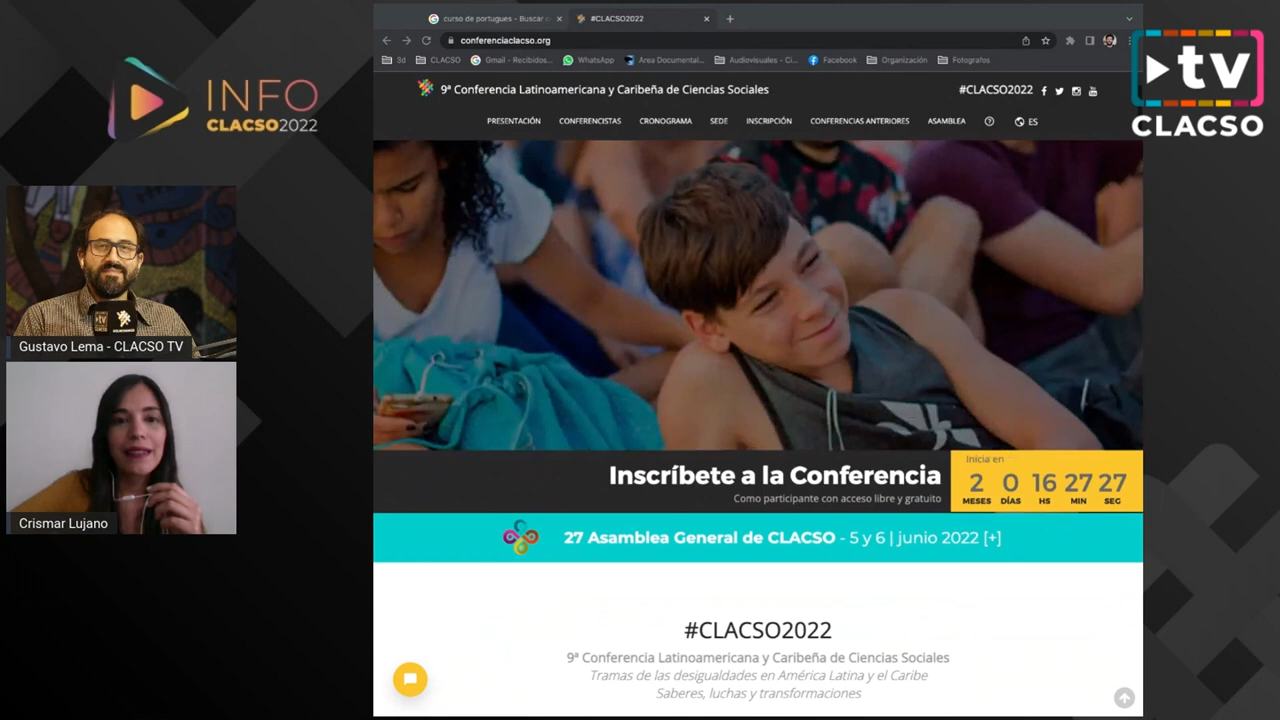 INFO
CLACSO2022
Gustavo Lema - CLACSO TV
Crismar Lujano
curso de portugues - Buscar
#CLACSO2022
conferenciaclacso.org
3d
CLACSO
Gmail - Recibidos...
WhatsApp
Area Documental...
Audiovisuales - Ci...
Facebook
Organización
Fotografos
tv
CLACSO
9ª Conferencia Latinoamericana y Caribeña de Ciencias Sociales
#CLACSO2022
PRESENTACIÓN
CONFERENCISTAS
CRONOGRAMA
SEDE
INSCRIPCIÓN
CONFERENCIAS ANTERIORES
ASAMBLEA
ES
Inscríbete a la Conferencia
Como participante con acceso libre y gratuito
Inicia en
2 0 16 27 27
MESES DÍAS HS MIN SEG
27 Asamblea General de CLACSO - 5 y 6 | junio 2022 [+]
#CLACSO2022
9ª Conferencia Latinoamericana y Caribeña de Ciencias Sociales
Tramas de las desigualdades en América Latina y el Caribe
Saberes, luchas y transformaciones